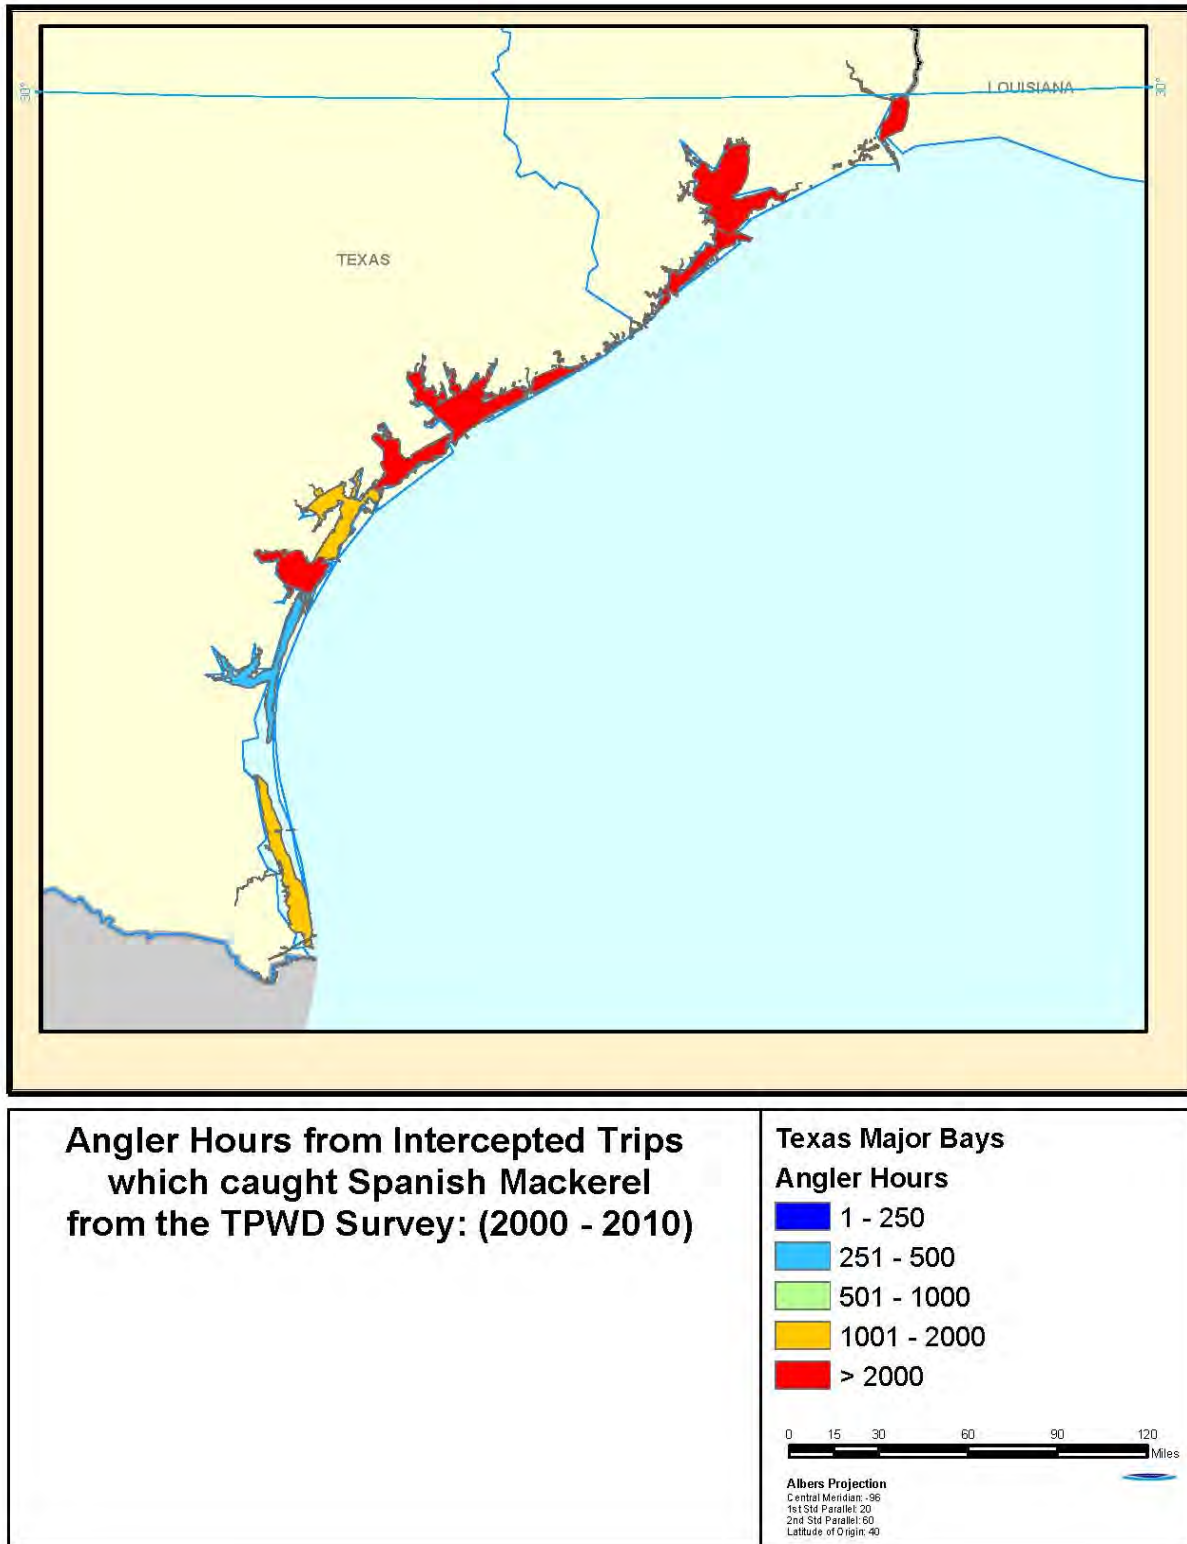 30°
LOUISIANA
30°
TEXAS
Angler Hours from Intercepted Trips
which caught Spanish Mackerel
from the TPWD Survey: (2000 - 2010)
Texas Major Bays
Angler Hours
1 - 250
251 - 500
501 - 1000
1001 - 2000
> 2000
0 15 30 60 90 120
Miles
Albers Projection
Central Meridian: -96
1st Std Parallel: 20
2nd Std Parallel: 60
Latitude of Origin: 40